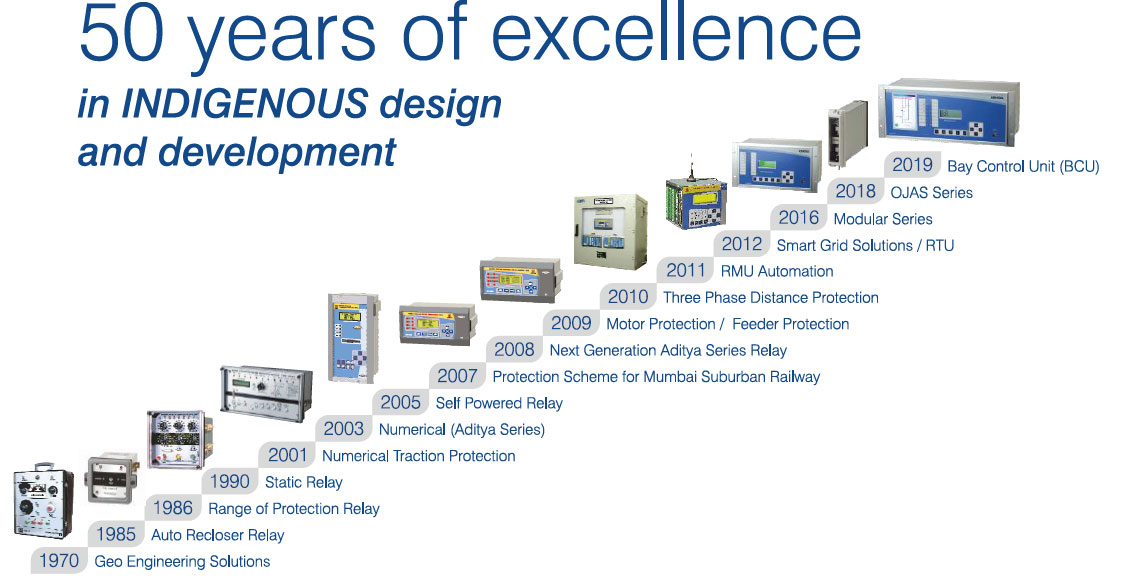 50 years of excellence
in INDIGENOUS design
and development
2019 Bay Control Unit (BCU)
2018 OJAS Series
2016 Modular Series
2012 Smart Grid Solutions / RTU
2011 RMU Automation
2010 Three Phase Distance Protection
2009 Motor Protection / Feeder Protection
2008 Next Generation Aditya Series Relay
2007 Protection Scheme for Mumbai Suburban Railway
2005 Self Powered Relay
2003 Numerical (Aditya Series)
2001 Numerical Traction Protection
1990 Static Relay
1986 Range of Protection Relay
1985 Auto Recloser Relay
1970 Geo Engineering Solutions